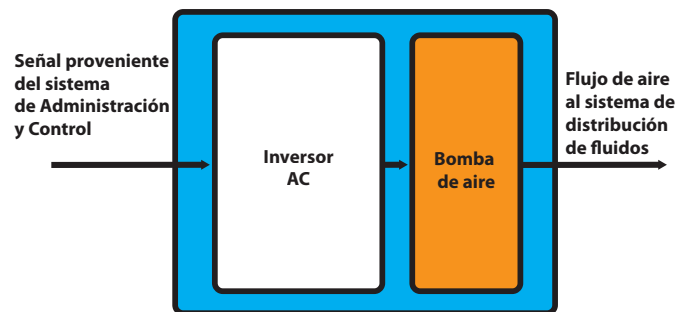 Señal proveniente
del sistema
de Administración
y Control
Inversor
AC
Bomba
de aire
Flujo de aire
al sistema de
distribución
de fluidos